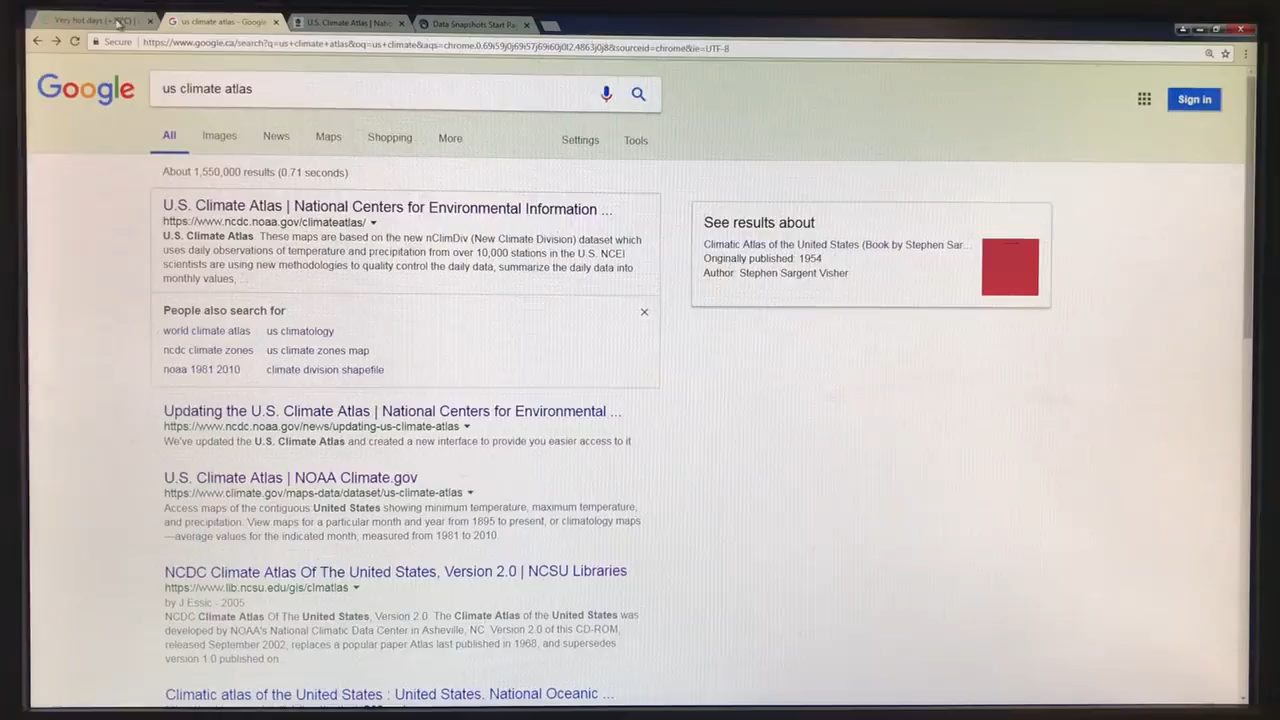 Very hot days (+
us climate atlas - Google
U.S. Climate Atlas | Natio
Data Snapshots Start Pa
Secure
https://www.google.ca/search?q=us+climate+atlas&oq=us+climate&aqs=chrome.0.69i59j0j69i57j69i60j0l2.4863j0j8&sourceid=chrome&ie=UTF-8
Google
us climate atlas
Sign in
All Images News Maps Shopping More Settings Tools
About 1,550,000 results (0.71 seconds)
U.S. Climate Atlas | National Centers for Environmental Information ...
https://www.ncdc.noaa.gov/climateatlas/
U.S. Climate Atlas These maps are based on the new nClimDiv (New Climate Division) dataset which
uses daily observations of temperature and precipitation from over 10,000 stations in the U.S. NCEI
scientists are using new methodologies to quality control the daily data, summarize the daily data into
monthly values, ...
People also search for
world climate atlas us climatology
ncdc climate zones us climate zones map
noaa 1981 2010 climate division shapefile
See results about
Climatic Atlas of the United States (Book by Stephen Sar...
Originally published: 1954
Author: Stephen Sargent Visher
Updating the U.S. Climate Atlas | National Centers for Environmental ...
https://www.ncdc.noaa.gov/news/updating-us-climate-atlas
We've updated the U.S. Climate Atlas and created a new interface to provide you easier access to it
U.S. Climate Atlas | NOAA Climate.gov
https://www.climate.gov/maps-data/dataset/us-climate-atlas
Access maps of the contiguous United States showing minimum temperature, maximum temperature,
and precipitation. View maps for a particular month and year from 1895 to present, or climatology maps
—average values for the indicated month, measured from 1981 to 2010.
NCDC Climate Atlas Of The United States, Version 2.0 | NCSU Libraries
https://www.lib.ncsu.edu/gis/climatlas
by J Essic - 2005
NCDC Climate Atlas Of The United States, Version 2.0. The Climate Atlas of the United States was
developed by NOAA's National Climatic Data Center in Asheville, NC. Version 2.0 of this CD-ROM,
released September 2002, replaces a popular paper Atlas last published in 1968, and supersedes
version 1.0 published on
Climatic atlas of the United States : United States. National Oceanic ...